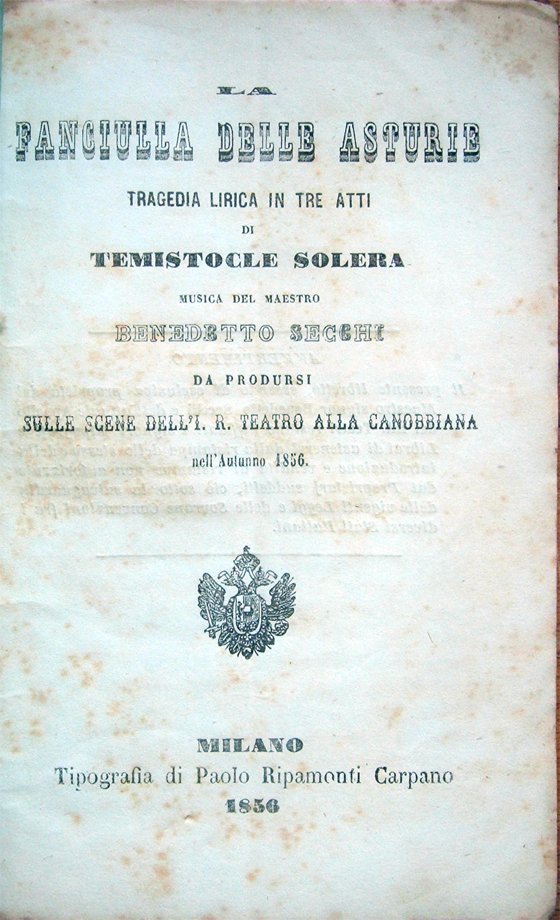 LA
FANCIULLA DELLE ASTURIE
TRAGEDIA LIRICA IN TRE ATTI
DI
TEMISTOCLE SOLERA
MUSICA DEL MAESTRO
BENEDETTO SECCHI
DA PRODURSI
SULLE SCENE DELL'I. R. TEATRO ALLA CANOBBIANA
nell'Autunno 1856.
MILANO
Tipografia di Paolo Ripamonti Carpano
1856